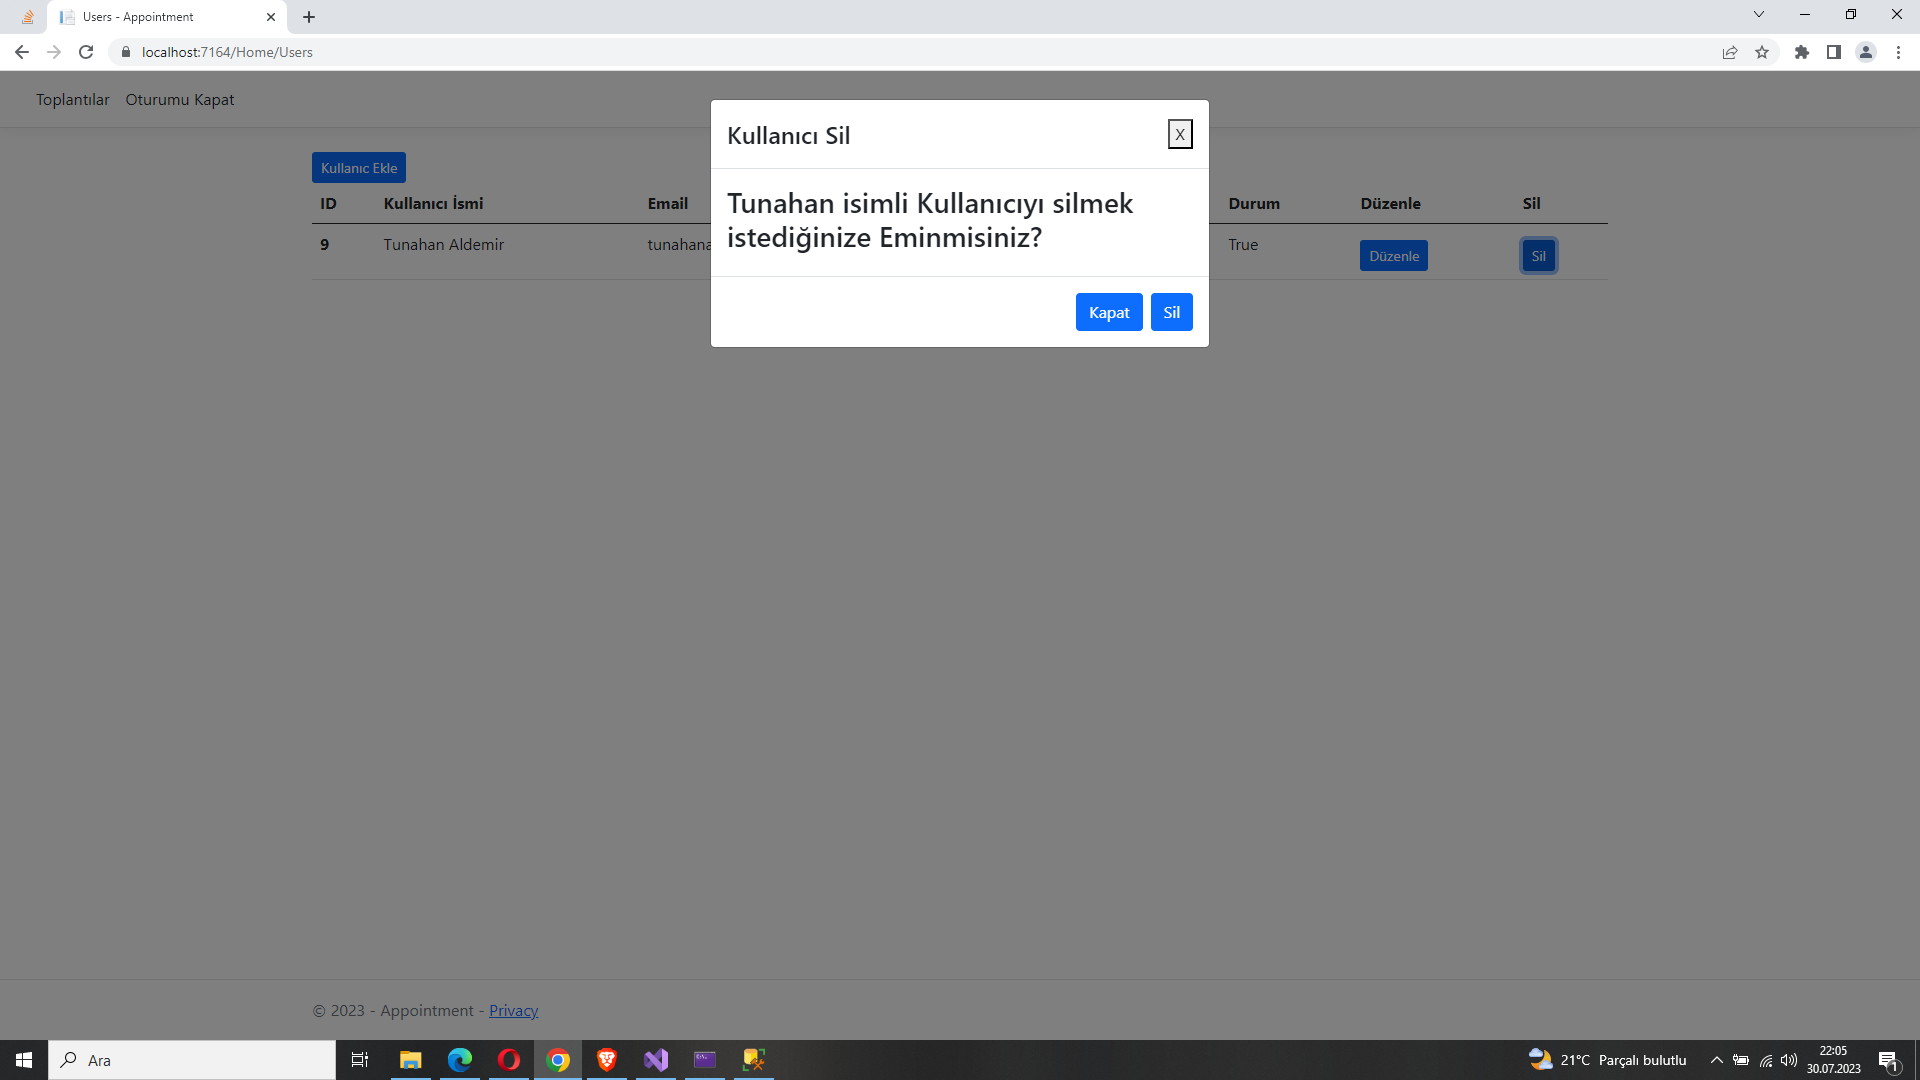 Users - Appointment
localhost:7164/Home/Users
Toplantılar Oturumu Kapat
Kullanıcı Sil X
Kullanıc Ekle
Tunahan isimli Kullanıcıyı silmek
istediğinize Eminmisiniz?
ID Kullanıcı İsmi Email Durum Düzenle Sil
9 Tunahan Aldemir tunahana True Düzenle Sil
Kapat Sil
© 2023 - Appointment - Privacy
Ara
21°C Parçalı bulutlu
22:05
30.07.2023
1